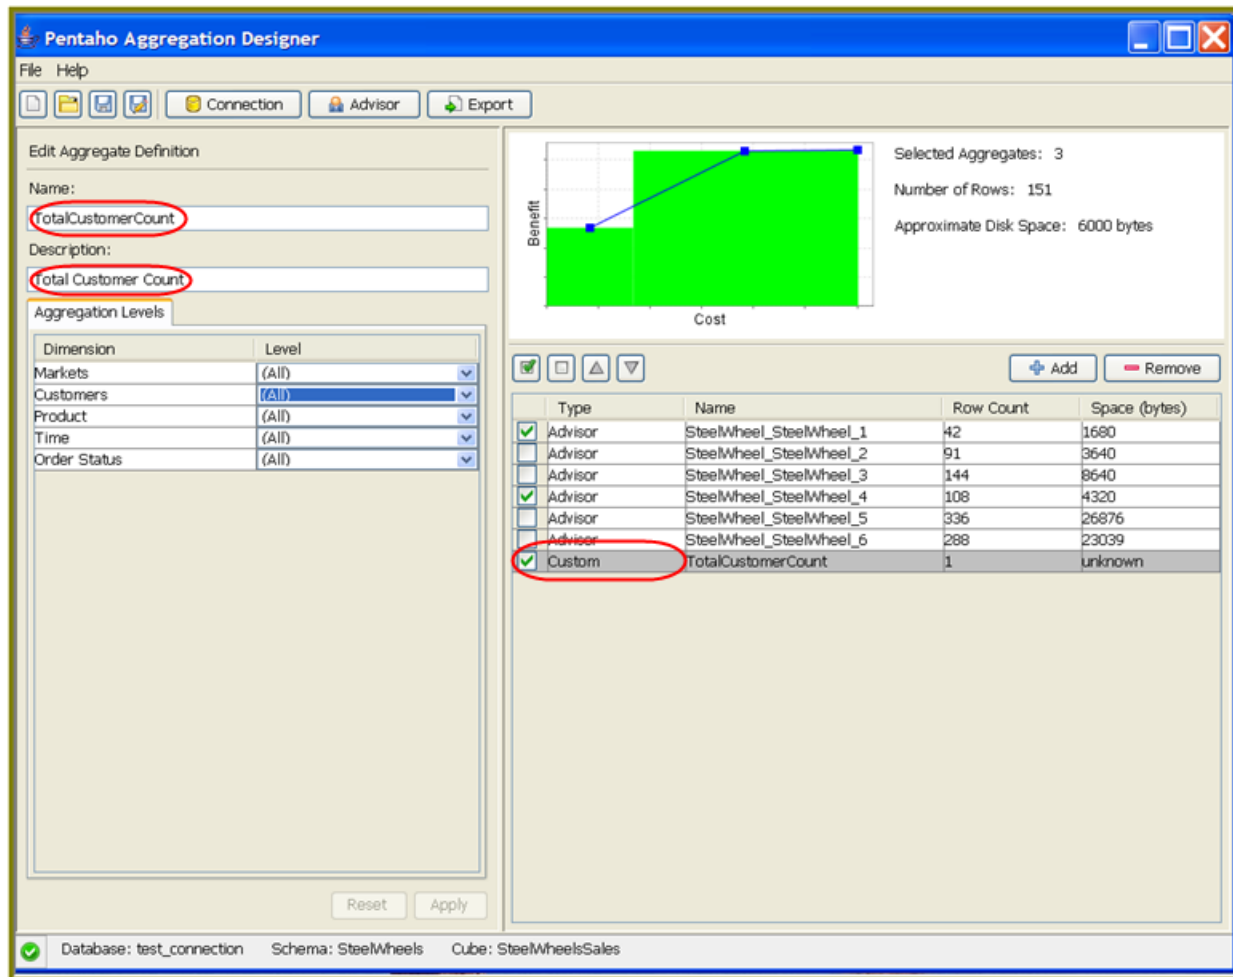 Pentaho Aggregation Designer
File Help
Connection Advisor Export
Edit Aggregate Definition
Name:
TotalCustomerCount
Description:
Total Customer Count
Aggregation Levels
Dimension Level
Markets (All)
Customers (All)
Product (All)
Time (All)
Order Status (All)
Reset Apply
Benefit
Cost
Selected Aggregates: 3
Number of Rows: 151
Approximate Disk Space: 6000 bytes
Add Remove
Type Name Row Count Space (bytes)
Advisor SteelWheel_SteelWheel_1 42 1680
Advisor SteelWheel_SteelWheel_2 91 3640
Advisor SteelWheel_SteelWheel_3 144 8640
Advisor SteelWheel_SteelWheel_4 108 4320
Advisor SteelWheel_SteelWheel_5 336 26876
Advisor SteelWheel_SteelWheel_6 288 23039
Custom TotalCustomerCount 1 unknown
Database: test_connection Schema: SteelWheels Cube: SteelWheelsSales